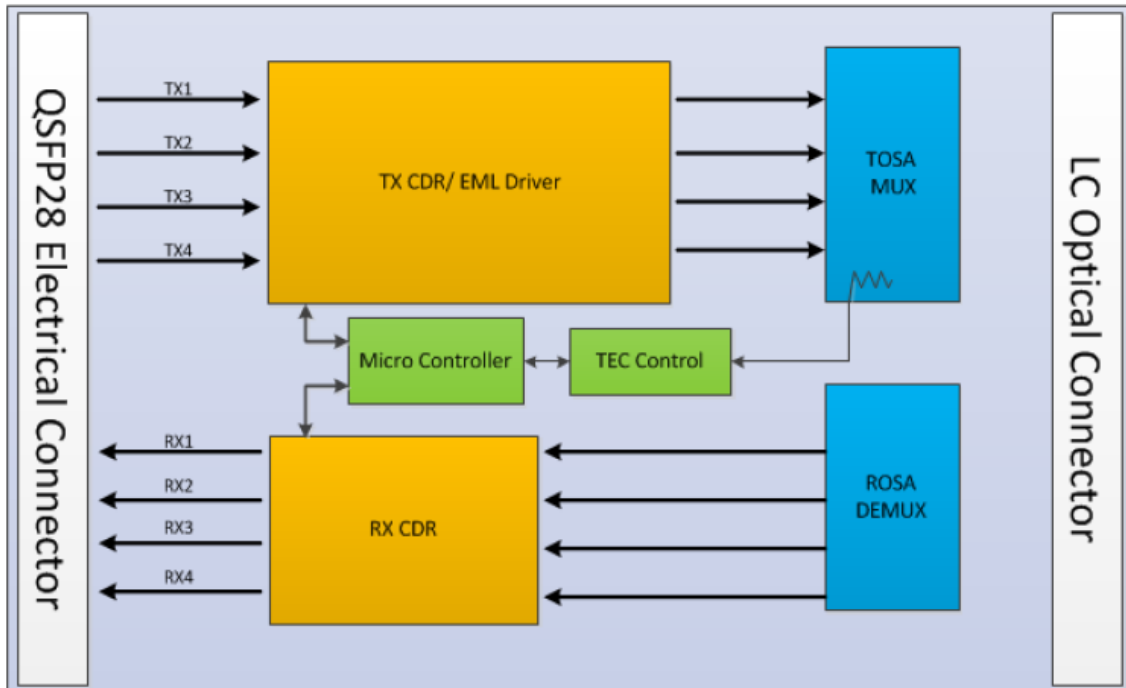 QSFP28 Electrical Connector
TX1
TX2
TX3
TX4
TX CDR/ EML Driver
TOSA
MUX
Micro Controller
TEC Control
RX1
RX2
RX3
RX4
RX CDR
ROSA
DEMUX
LC Optical Connector